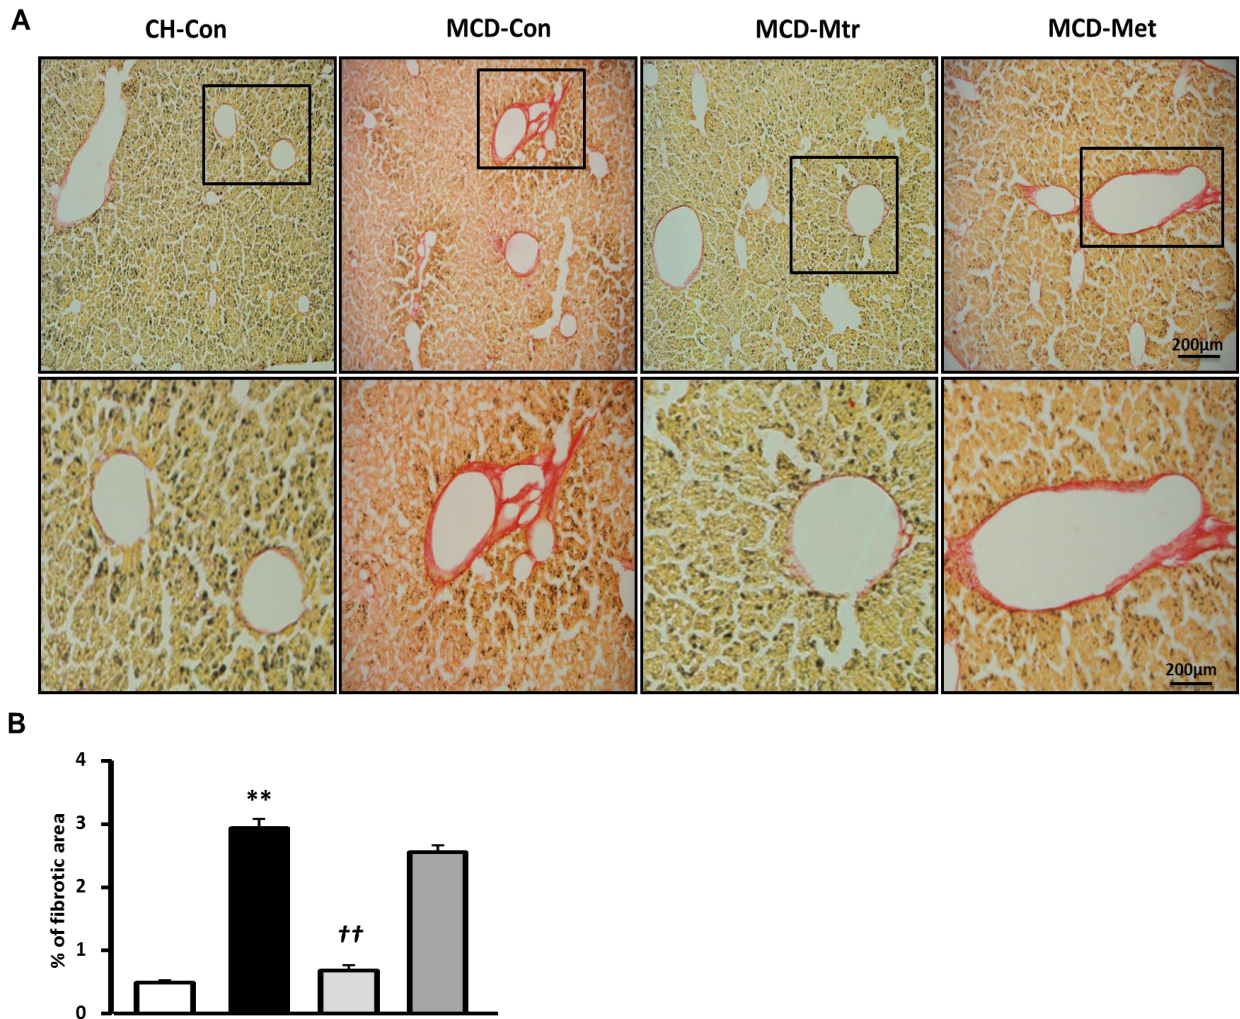 A
CH-Con MCD-Con MCD-Mtr MCD-Met
200μm
200μm
B
% of fibrotic area
4
3
2
1
0
**
††